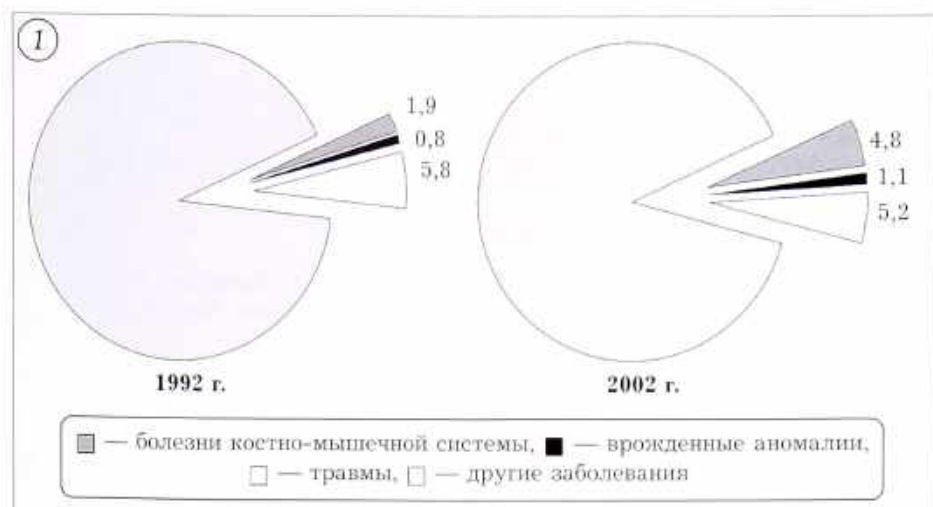 1
1,9
0,8
5,8
4,8
1,1
5,2
1992 г.
2002 г.
— болезни костно-мышечной системы, — врожденные аномалии,
— травмы, — другие заболевания